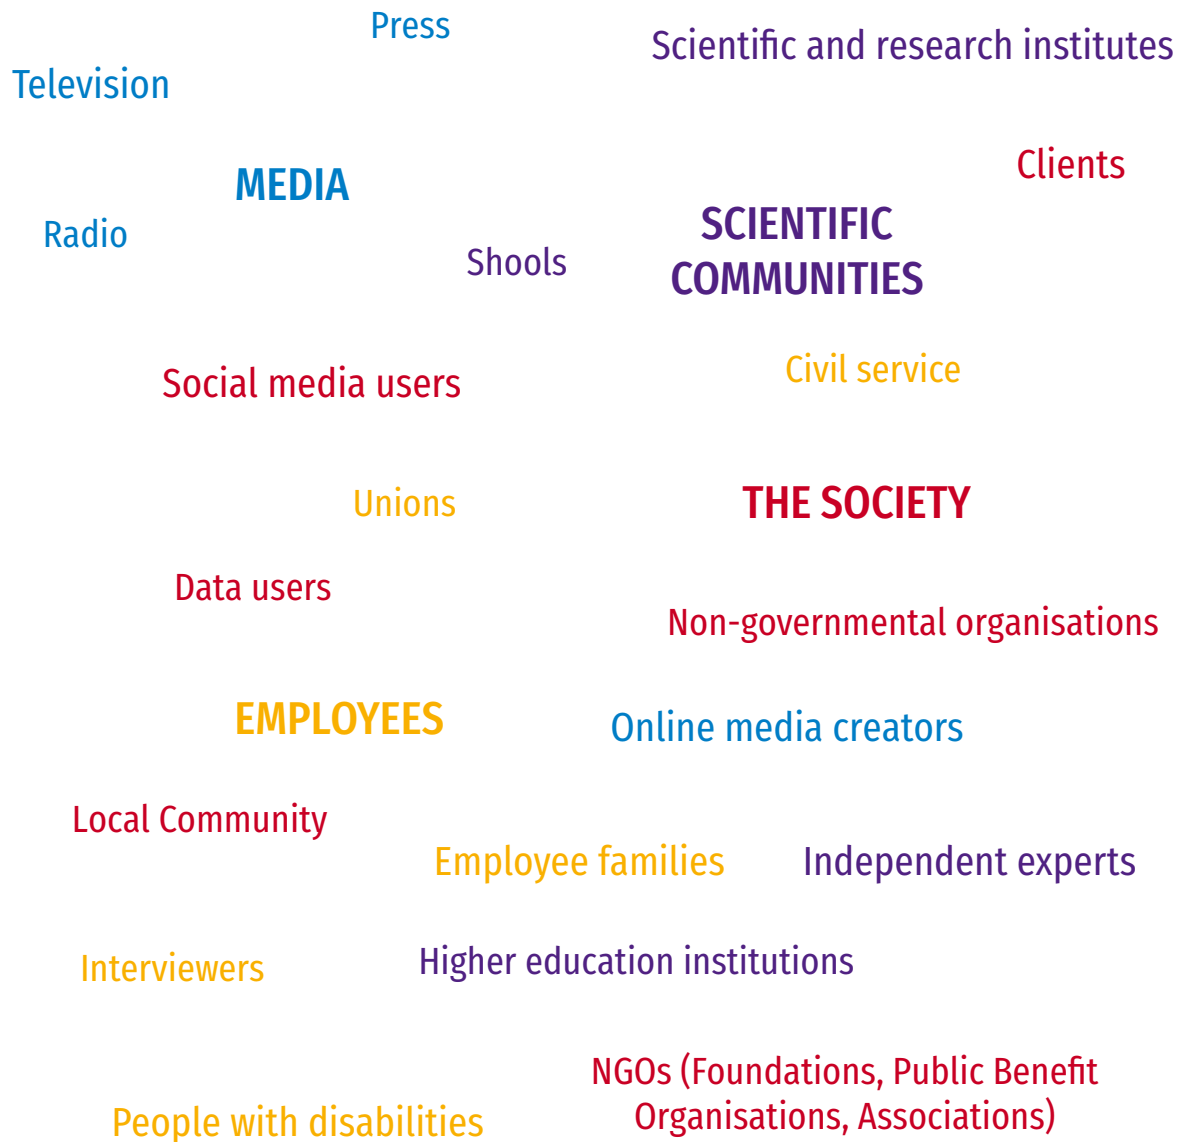 Press
Scientific and research institutes
Television
Clients
MEDIA
SCIENTIFIC
COMMUNITIES
Radio
Shools
Civil service
Social media users
Unions
THE SOCIETY
Data users
Non-governmental organisations
EMPLOYEES
Online media creators
Local Community
Employee families
Independent experts
Interviewers
Higher education institutions
NGOs (Foundations, Public Benefit
Organisations, Associations)
People with disabilities